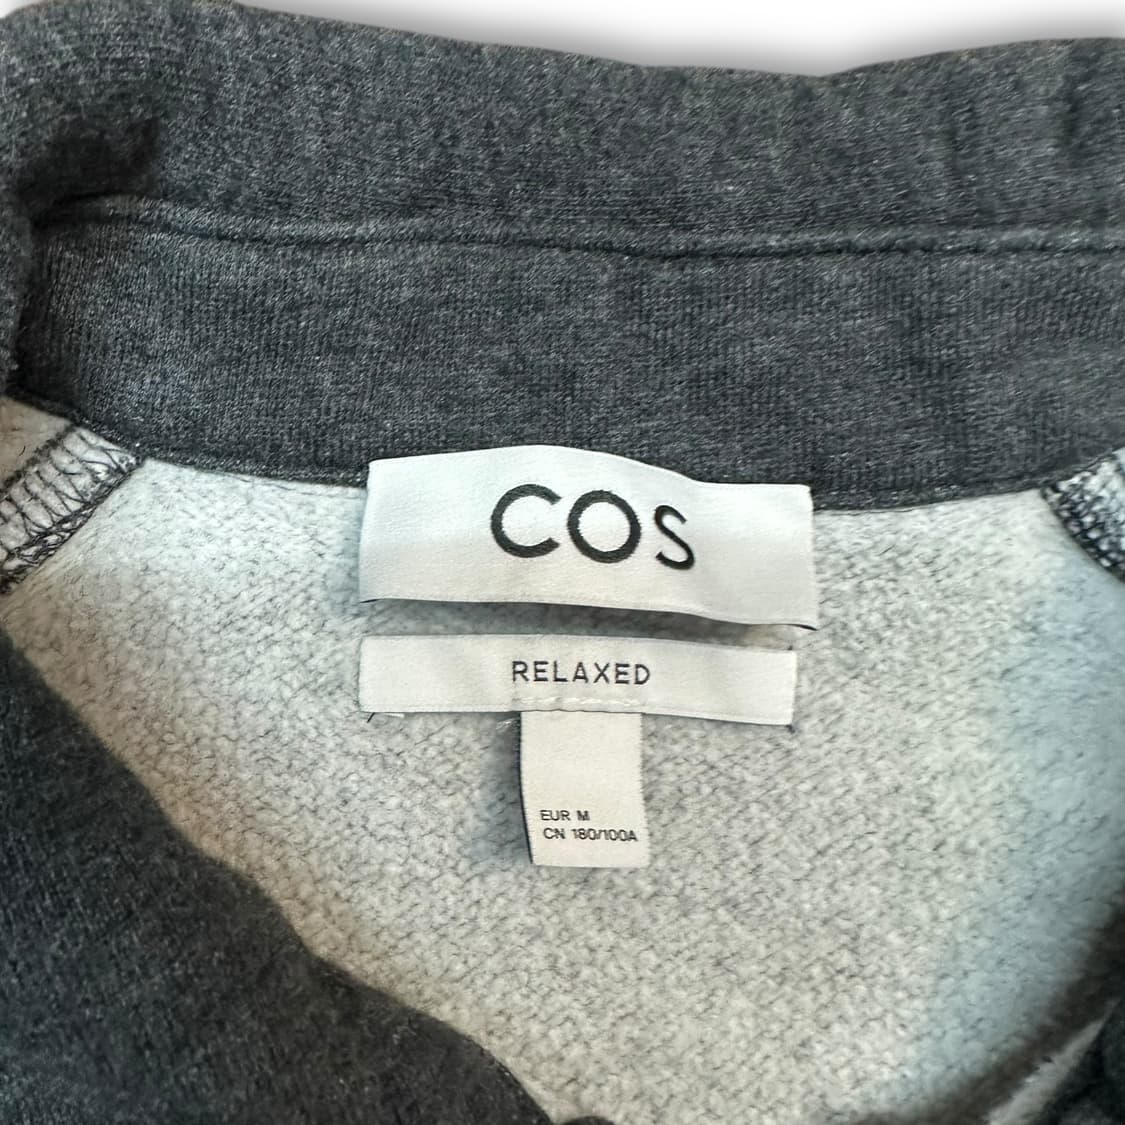 COS
RELAXED
EUR M
CN 180/100A